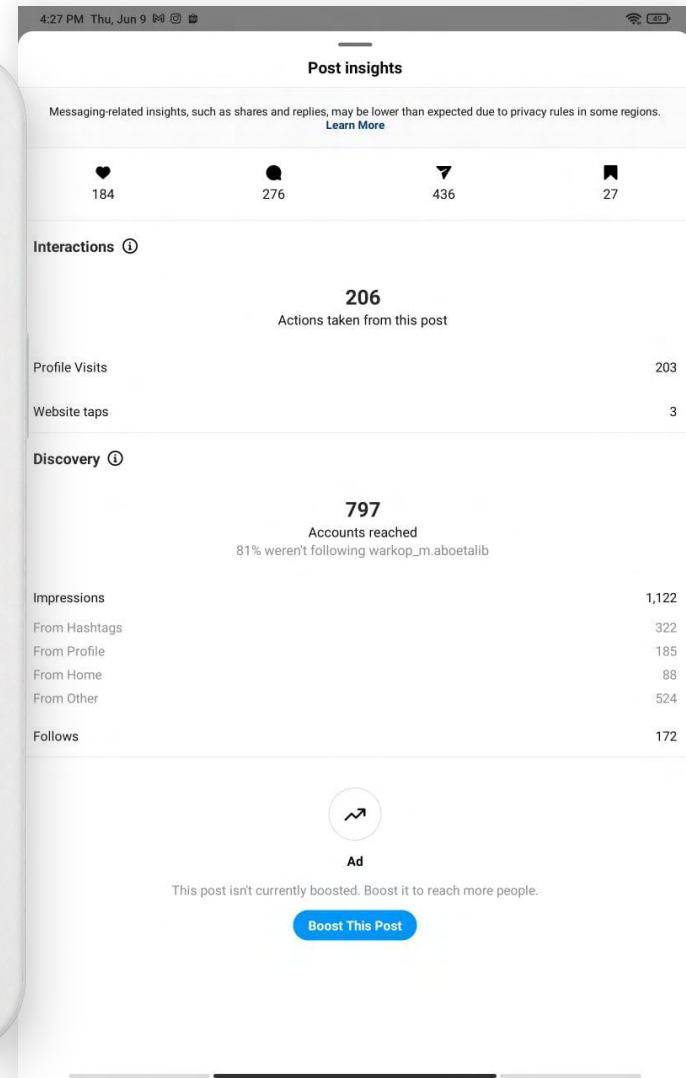 4:27 PM Thu, Jun 9
49
Post insights
Messaging-related insights, such as shares and replies, may be lower than expected due to privacy rules in some regions.
Learn More
184 276 436 27
Interactions
206
Actions taken from this post
Profile Visits 203
Website taps 3
Discovery
797
Accounts reached
81% weren't following warkop_m.aboetalib
Impressions 1,122
From Hashtags 322
From Profile 185
From Home 88
From Other 524
Follows 172
Ad
This post isn't currently boosted. Boost it to reach more people.
Boost This Post